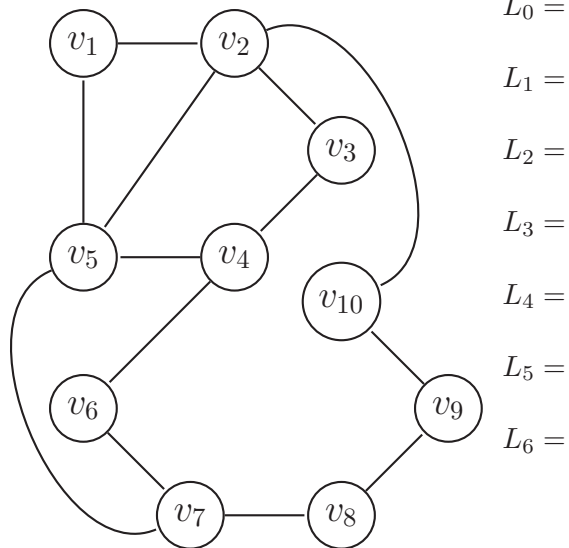 L₀ =
v₁ v₂
L₁ =
v₃
L₂ =
L₃ =
v₅ v₄
v₁₀
L₄ =
L₅ =
v₆ v₉
L₆ =
v₇ v₈